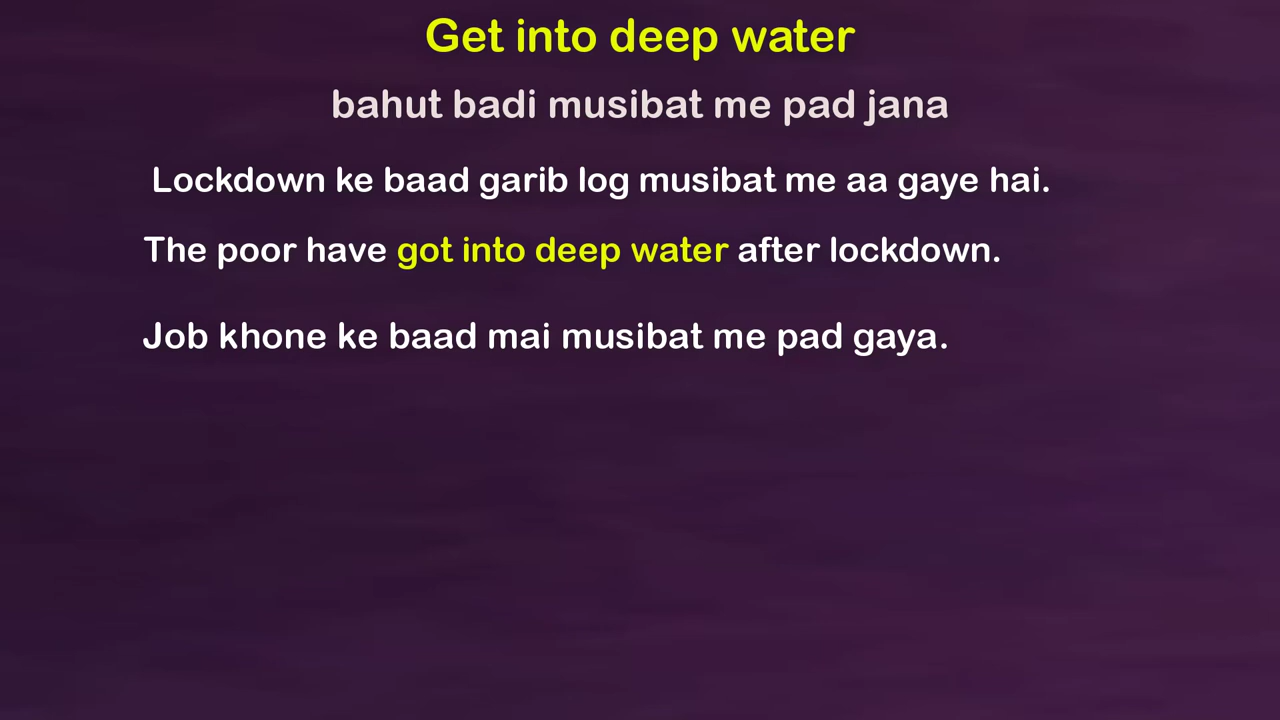 Get into deep water
bahut badi musibat me pad jana
Lockdown ke baad garib log musibat me aa gaye hai.
The poor have got into deep water after lockdown.
Job khone ke baad mai musibat me pad gaya.